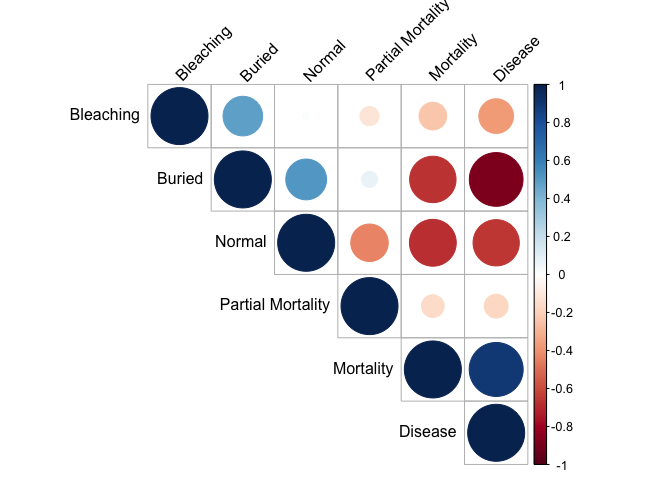 Bleaching
Buried
Normal
Partial Mortality
Mortality
Disease
Bleaching
Buried
Normal
Partial Mortality
Mortality
Disease
1
0.8
0.6
0.4
0.2
0
-0.2
-0.4
-0.6
-0.8
-1